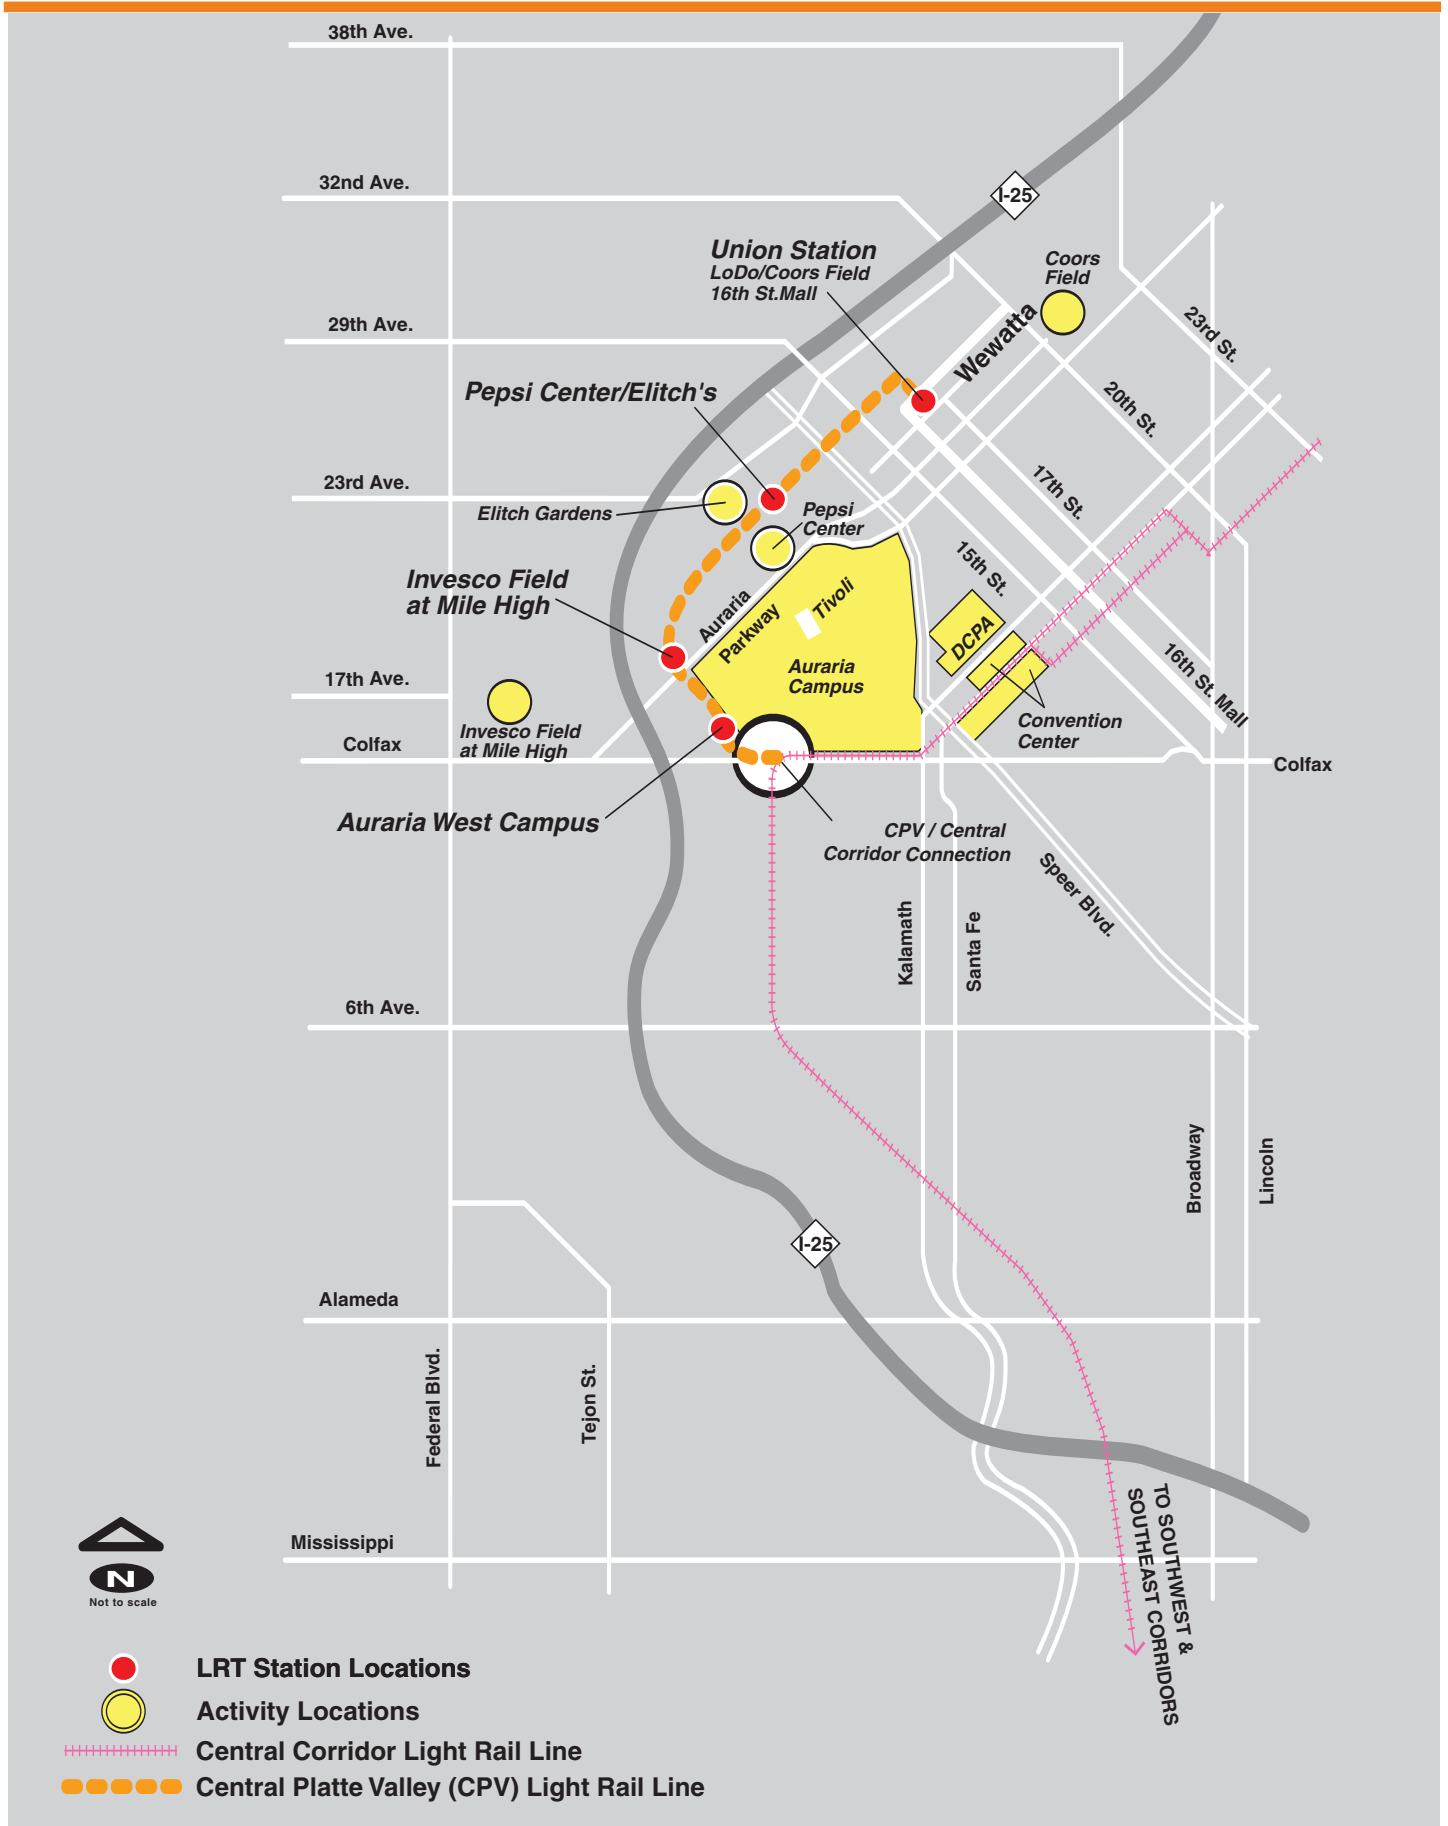 38th Ave.
32nd Ave.
I-25
Union Station
LoDo/Coors Field
16th St.Mall
Coors
Field
29th Ave.
Wewatta
23rd St.
Pepsi Center/Elitch's
20th St.
23rd Ave.
Elitch Gardens
Pepsi
Center
17th St.
15th St.
Invesco Field
at Mile High
Auraria
Parkway
Tivoli
DCPA
Auraria
Campus
16th St. Mall
17th Ave.
Invesco Field
at Mile High
Convention
Center
Colfax
Colfax
Auraria West Campus
CPV / Central
Corridor Connection
Speer Blvd.
Kalamath
Santa Fe
6th Ave.
Broadway
Lincoln
I-25
Alameda
Federal Blvd.
Tejon St.
TO SOUTHWEST &
SOUTHEAST CORRIDORS
Mississippi
N
Not to scale
LRT Station Locations
Activity Locations
Central Corridor Light Rail Line
Central Platte Valley (CPV) Light Rail Line